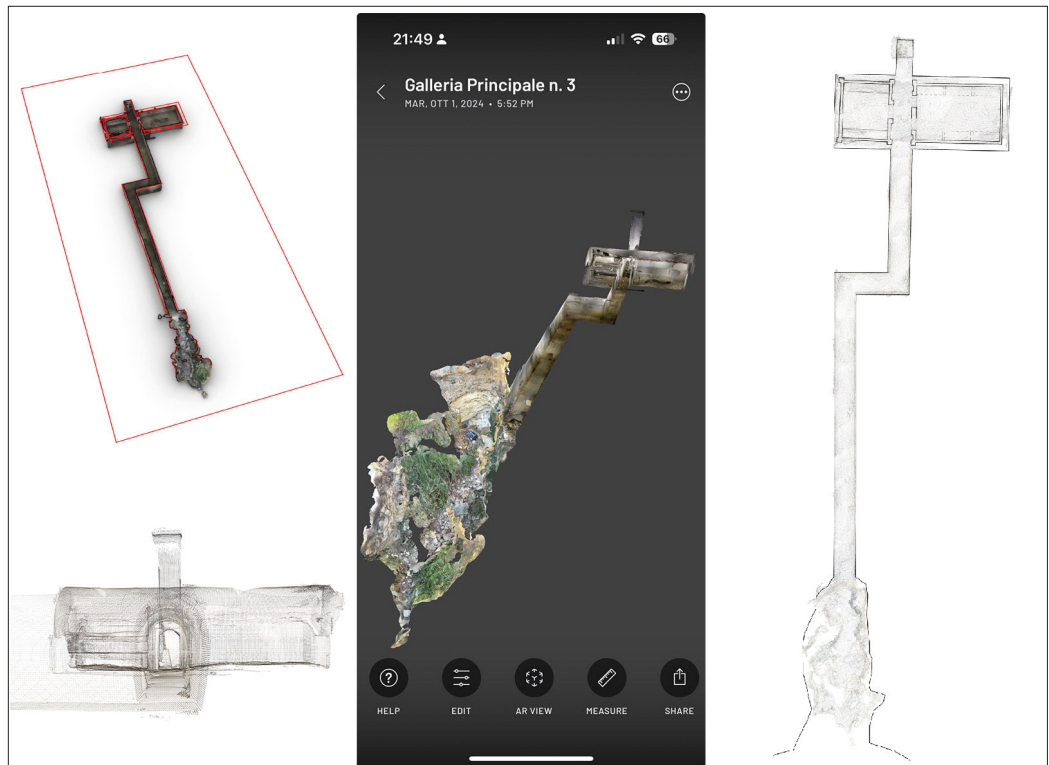 21:49
66
Galleria Principale n. 3
MAR, OTT 1, 2024 • 5:52 PM
HELP
EDIT
AR VIEW
MEASURE
SHARE